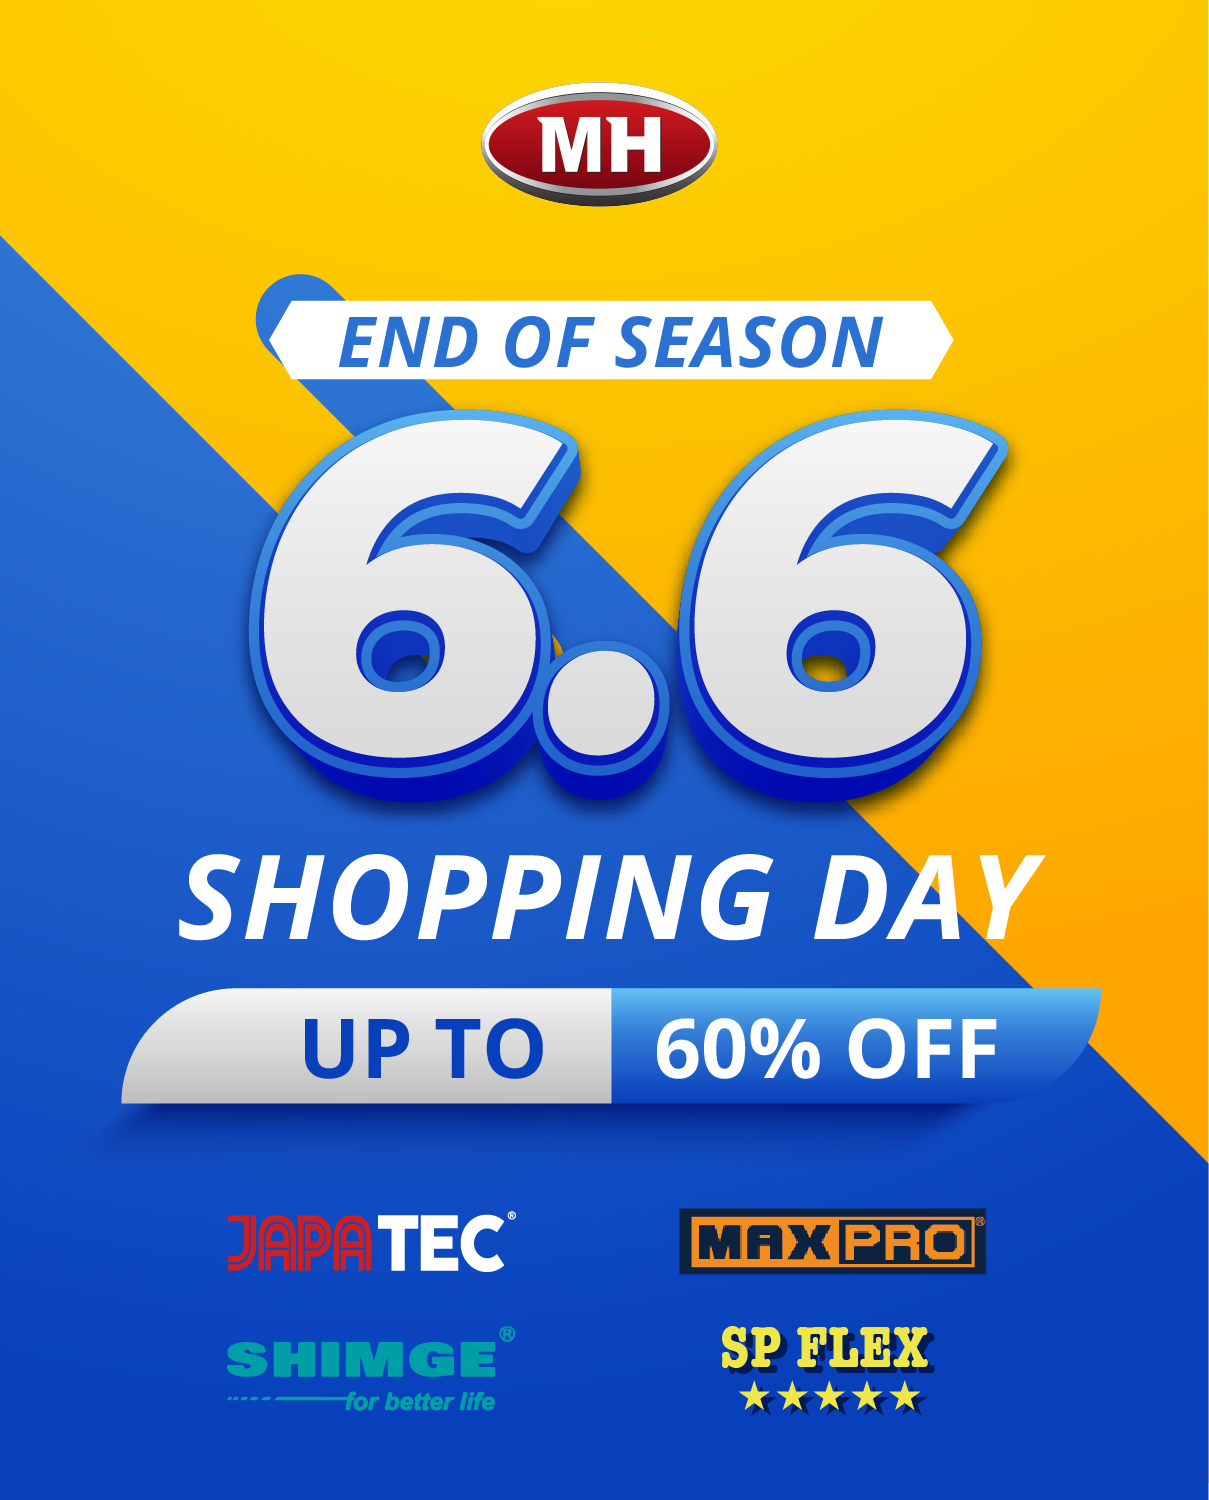 MH
END OF SEASON
6.6
SHOPPING DAY
UP TO 60% OFF
JAPATEC®
MAXPRO®
SHIMGE®
for better life
SP FLEX